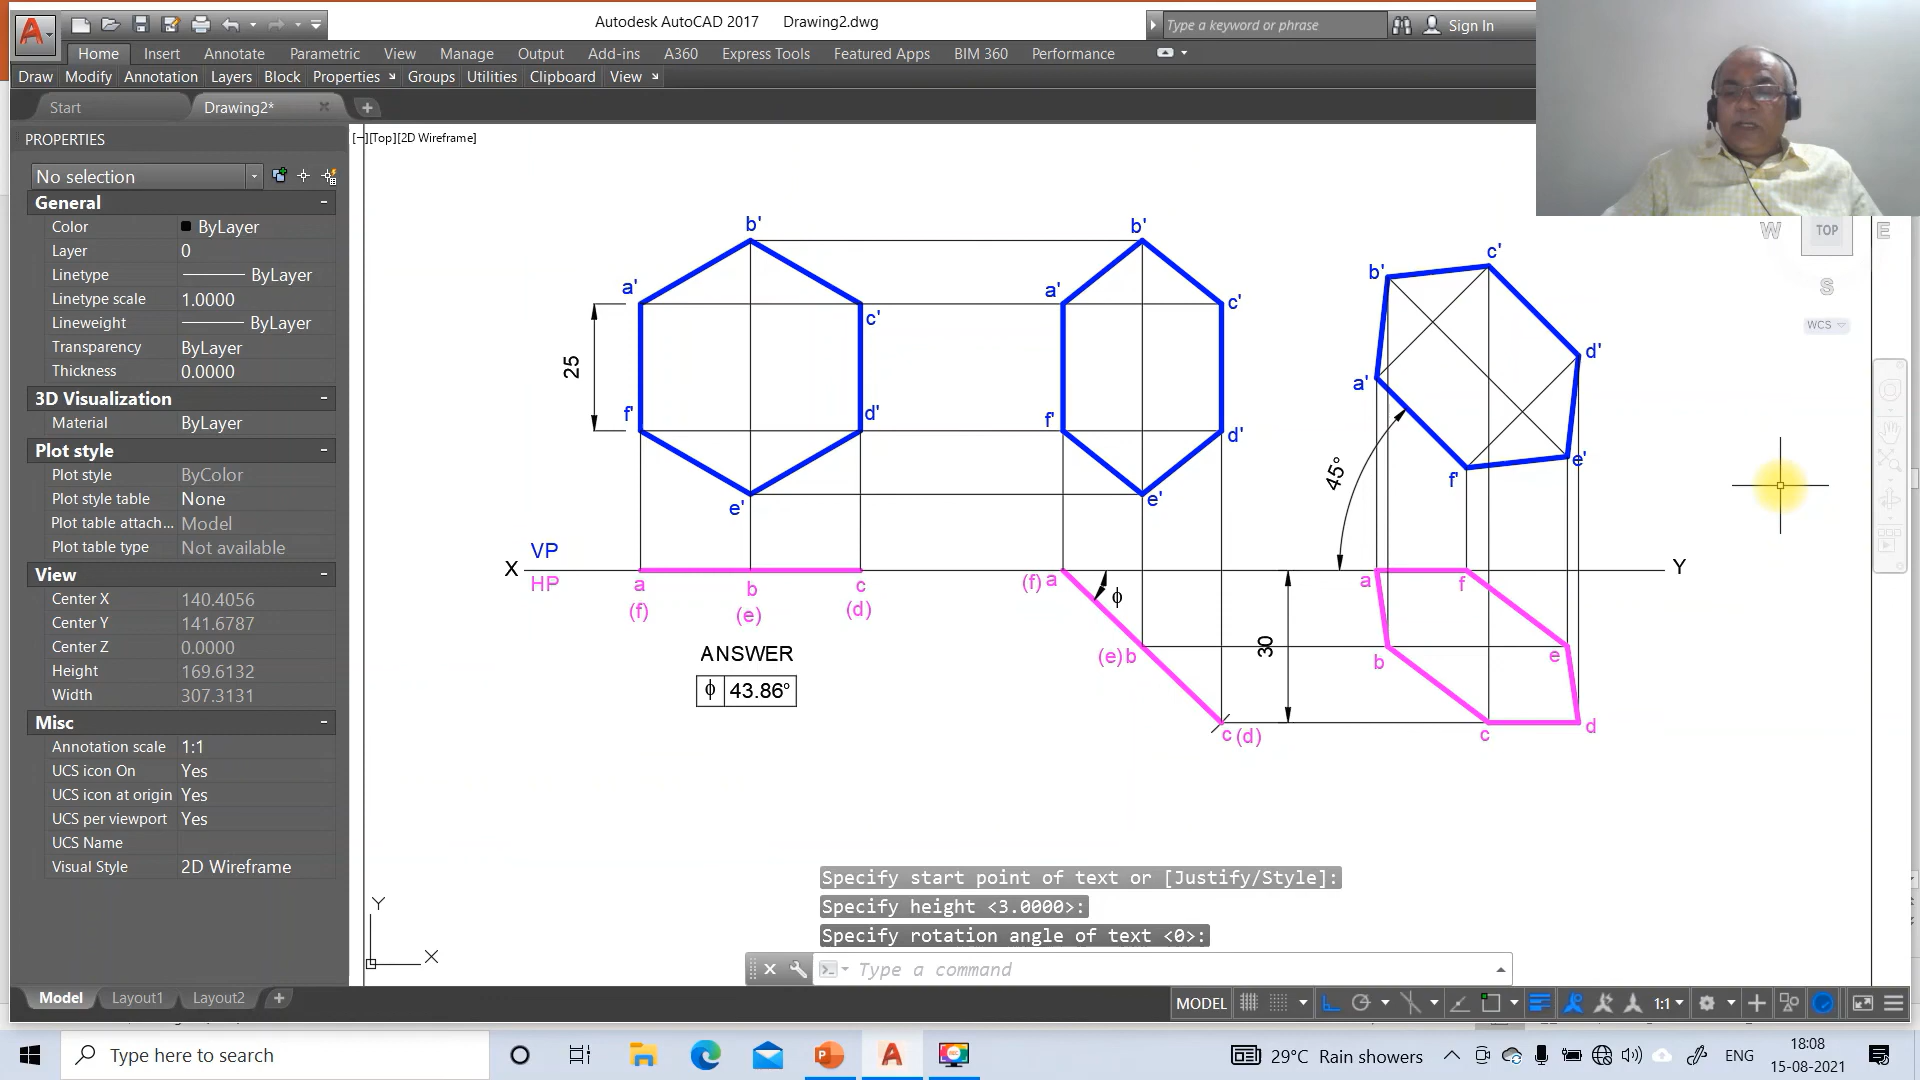 Autodesk AutoCAD 2017 Drawing2.dwg
Type a keyword or phrase
Sign In
Home Insert Annotate Parametric View Manage Output Add-ins A360 Express Tools Featured Apps BIM 360 Performance
Draw Modify Annotation Layers Block Properties Groups Utilities Clipboard View
Start Drawing2*
PROPERTIES
[−][Top][2D Wireframe]
No selection
General
Color ByLayer
Layer 0
Linetype ByLayer
Linetype scale 1.0000
Lineweight ByLayer
Transparency ByLayer
Thickness 0.0000
3D Visualization
Material ByLayer
Plot style
Plot style ByColor
Plot style table None
Plot table attach... Model
Plot table type Not available
View
Center X 140.4056
Center Y 141.6787
Center Z 0.0000
Height 169.6132
Width 307.3131
Misc
Annotation scale 1:1
UCS icon On Yes
UCS icon at origin Yes
UCS per viewport Yes
UCS Name
Visual Style 2D Wireframe
W TOP E
S
WCS
b' b' c'
b'
a' a' c'
c'
d'
25
a'
f' d' f' d'
45°
e' e' f' e'
X VP Y
HP
a b c
(f) (e) (d)
(f) a ϕ
(e) b
c (d)
30
a f
b e
c d
ANSWER
ϕ 43.86°
Y
X
Specify start point of text or [Justify/Style]:
Specify height <3.0000>:
Specify rotation angle of text <0>:
Type a command
Model Layout1 Layout2 +
MODEL 1:1
Type here to search
29°C Rain showers
ENG
18:08
15-08-2021